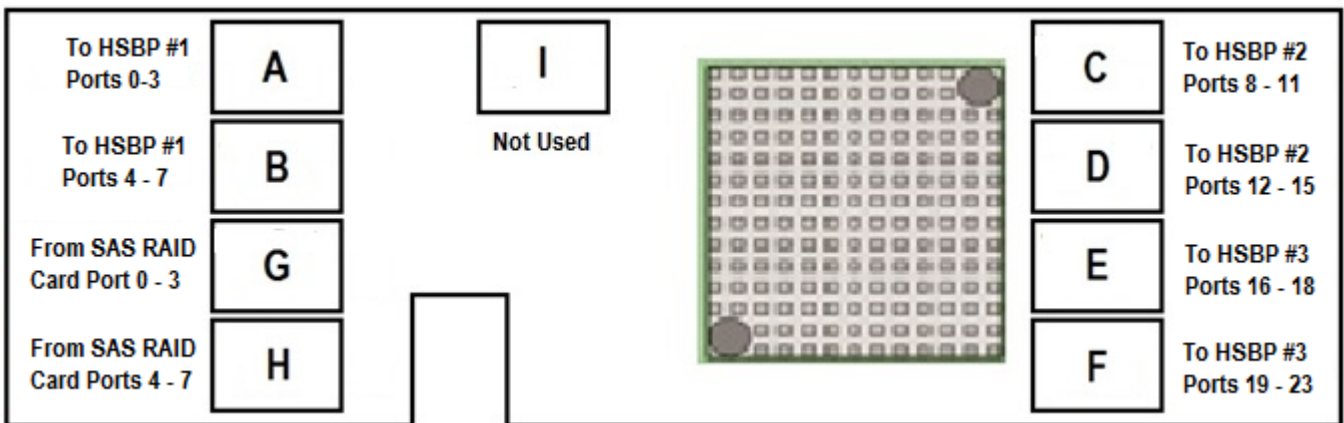 To HSBP #1
Ports 0-3
A
I
Not Used
C
To HSBP #2
Ports 8 - 11
To HSBP #1
Ports 4 - 7
B
D
To HSBP #2
Ports 12 - 15
From SAS RAID
Card Port 0 - 3
G
E
To HSBP #3
Ports 16 - 18
From SAS RAID
Card Ports 4 - 7
H
F
To HSBP #3
Ports 19 - 23